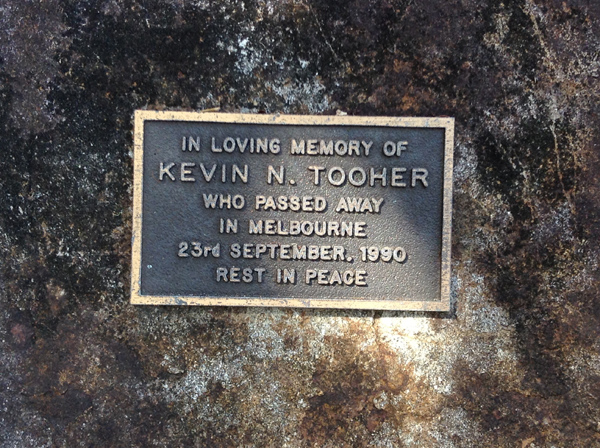 IN LOVING MEMORY OF
KEVIN N. TOOHER
WHO PASSED AWAY
IN MELBOURNE
23rd SEPTEMBER, 1990
REST IN PEACE